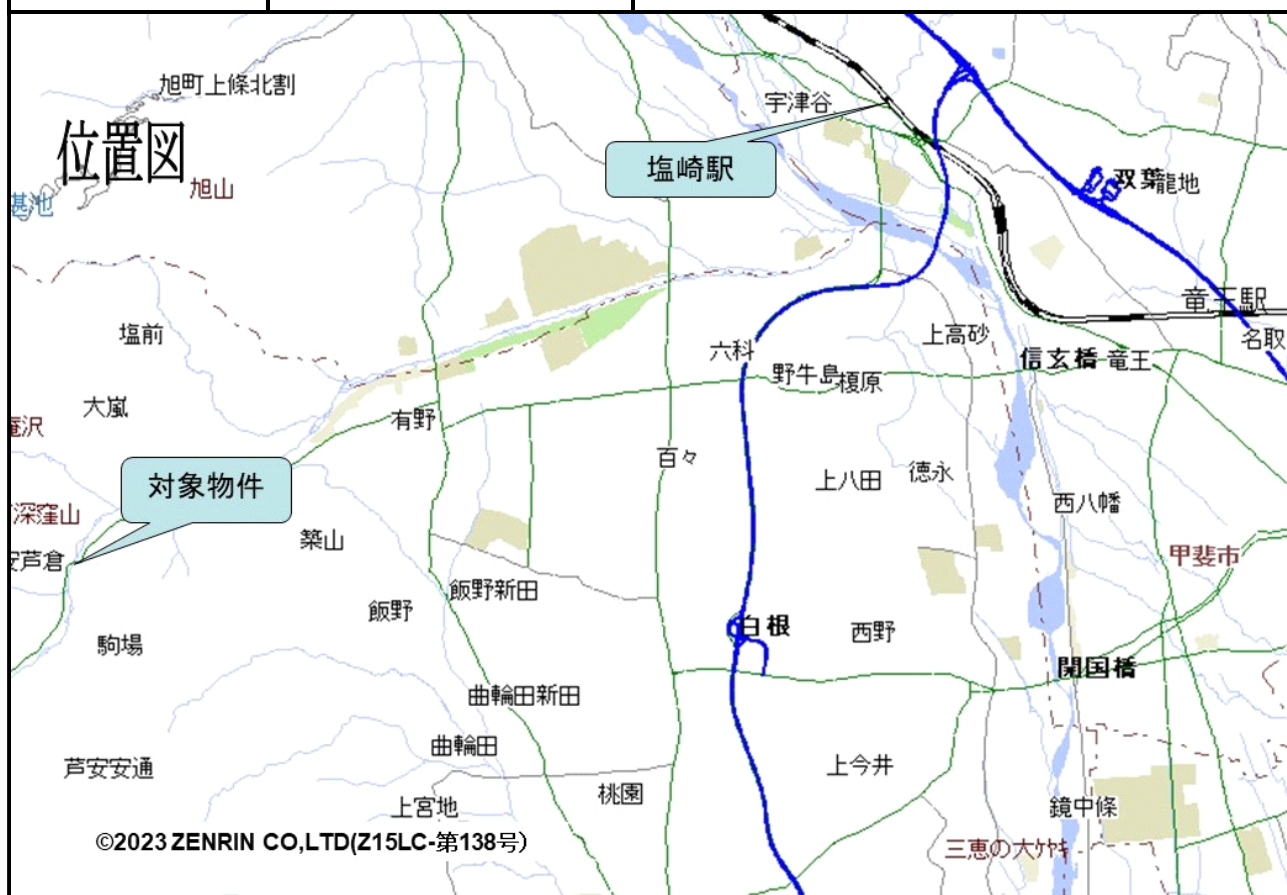 旭町上條北割
位置図
宇津谷
塩崎駅
旭山
甚池
双葉
龍地
塩前
竜王駅
六科
上高砂
信玄橋
竜王
名取
野牛島
榎原
大嵐
有野
百々
対象物件
上八田
徳永
深窪山
西八幡
築山
安芦倉
甲斐市
飯野新田
飯野
白根
西野
駒場
開国橋
曲輪田新田
曲輪田
芦安安通
上今井
桃園
上宮地
鏡中條
©2023 ZENRIN CO,LTD(Z15LC-第138号)
三恵の大ケヤキ